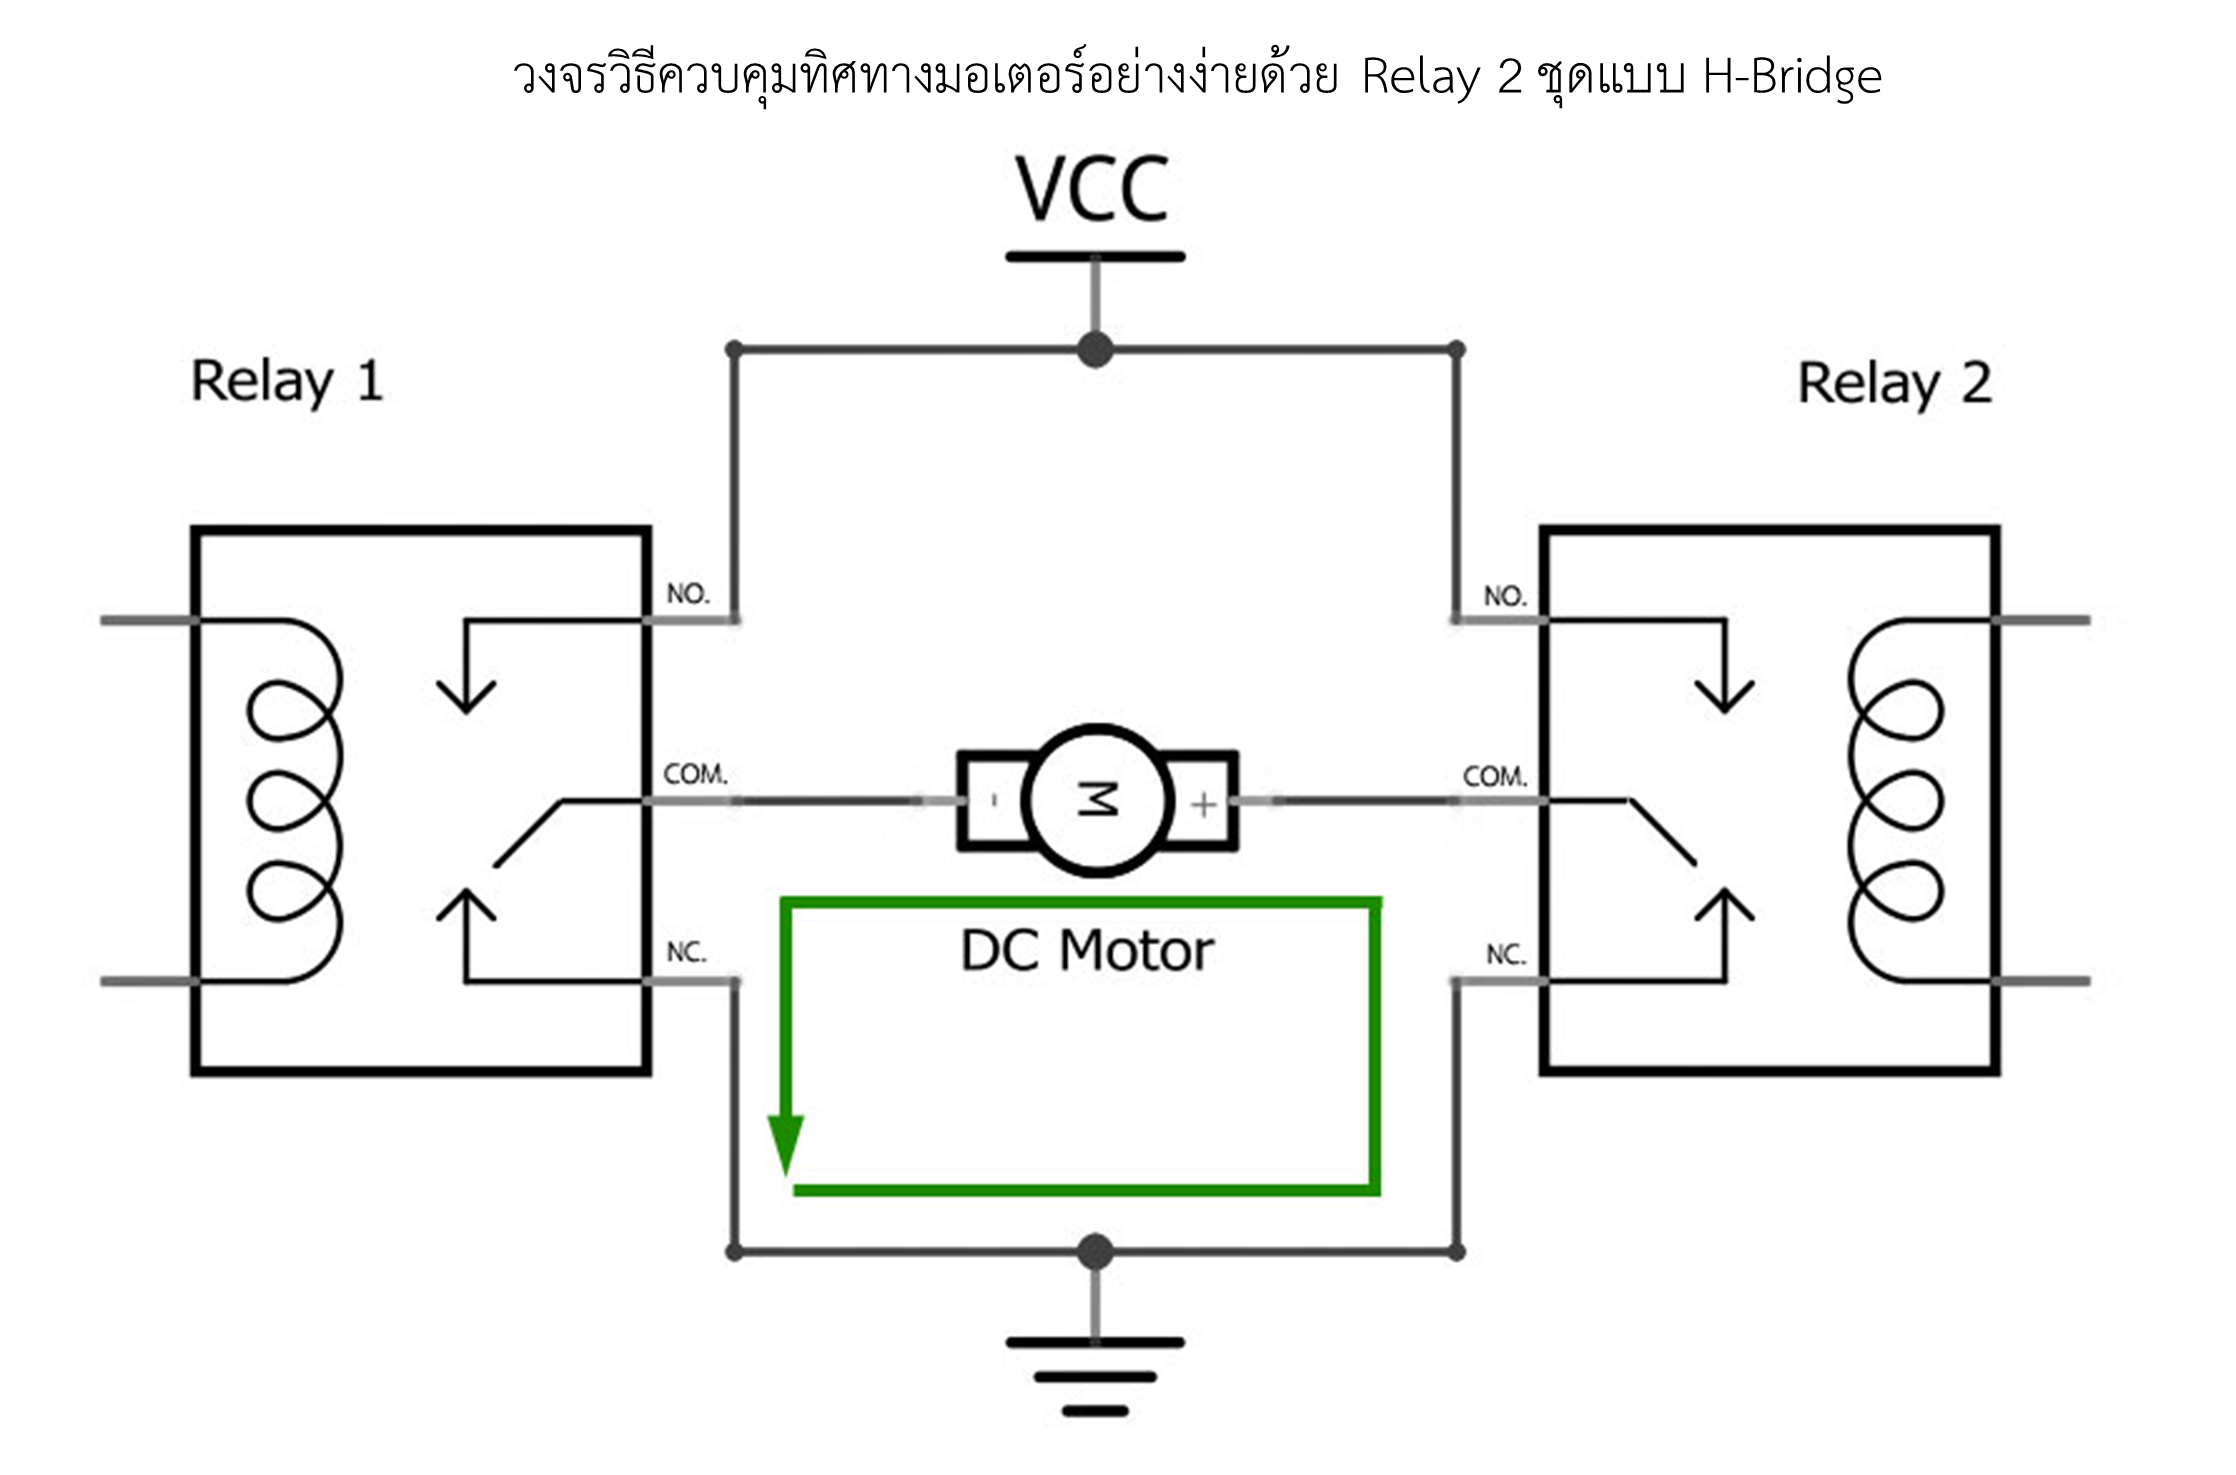 วงจรวิธีควบคุมทิศทางมอเตอร์อย่างง่ายด้วย Relay 2 ชุดแบบ H-Bridge
VCC
Relay 1
Relay 2
NO.
NO.
COM.
-
M
+
COM.
NC.
DC Motor
NC.